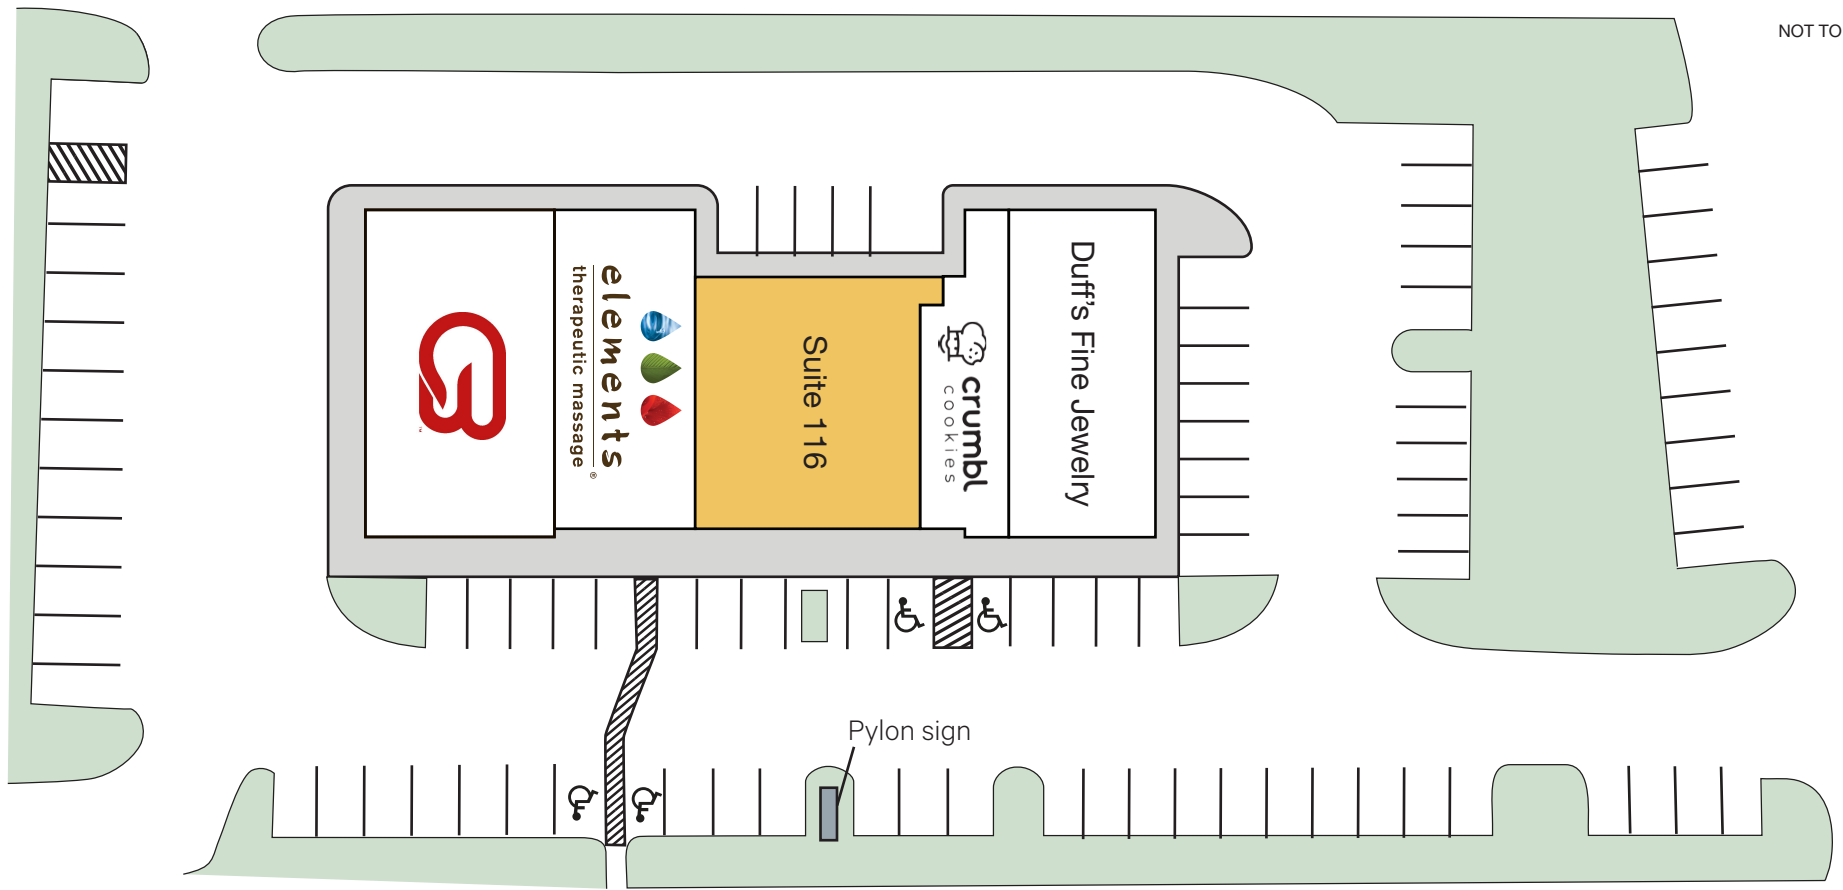 NOT TO
elements
therapeutic massage®
Suite 116
crumbl
cookies
Duff's Fine Jewelry
Pylon sign